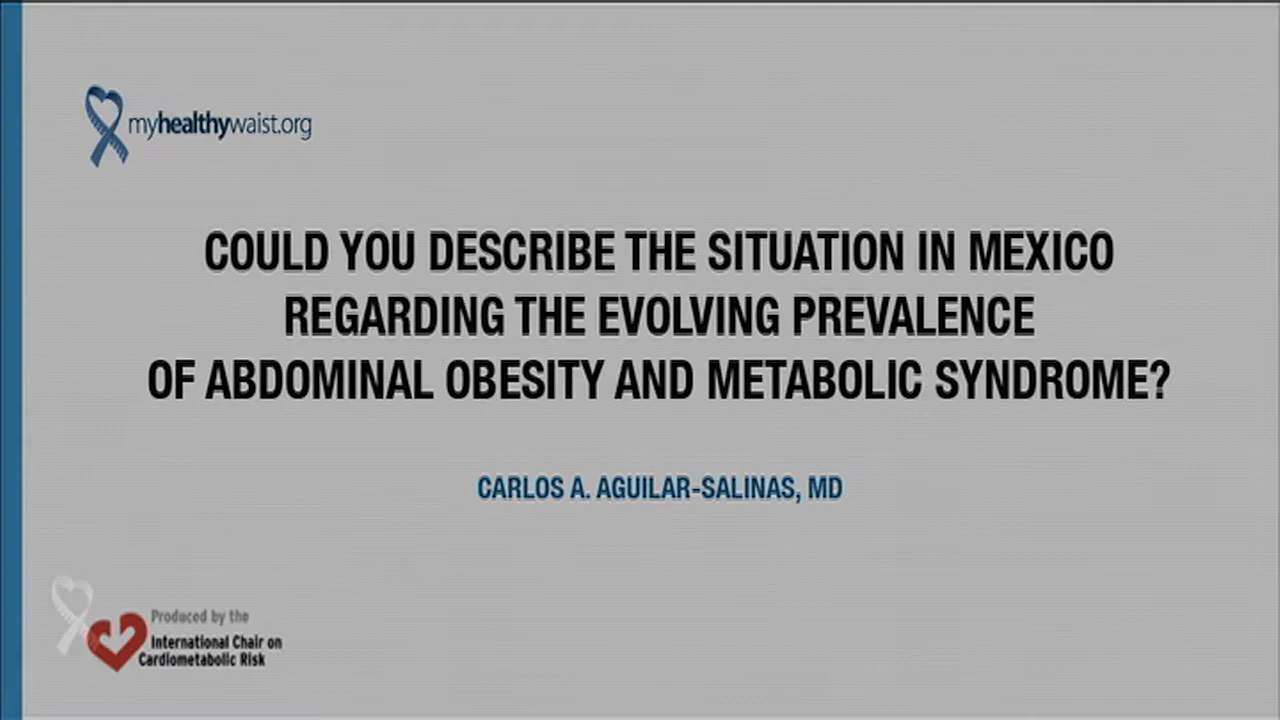 myhealthywaist.org
COULD YOU DESCRIBE THE SITUATION IN MEXICO
REGARDING THE EVOLVING PREVALENCE
OF ABDOMINAL OBESITY AND METABOLIC SYNDROME?
CARLOS A. AGUILAR-SALINAS, MD
Produced by the
International Chair on
Cardiometabolic Risk